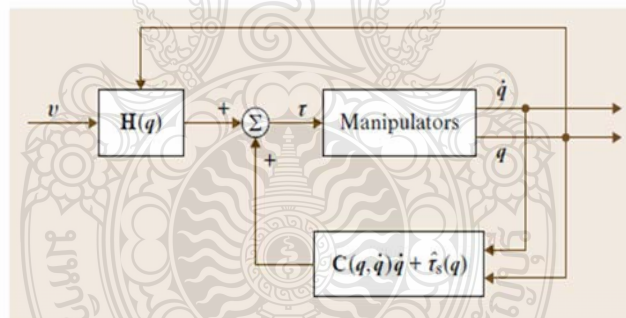 q̇
v
H(q)
+
Σ
τ
Manipulators
+
q
C(q,q̇)q̇ + τ̂ₛ(q)